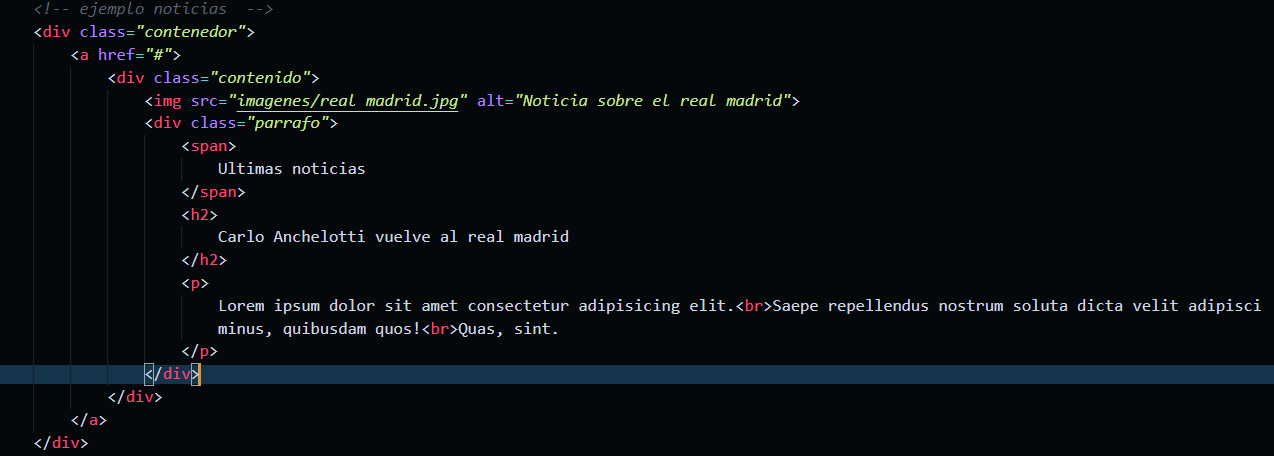 <!-- ejemplo noticias  -->
<div class="contenedor">
    <a href="#">
        <div class="contenido">
            <img src="imagenes/real madrid.jpg" alt="Noticia sobre el real madrid">
            <div class="parrafo">
                <span>
                    Ultimas noticias
                </span>
                <h2>
                    Carlo Anchelotti vuelve al real madrid
                </h2>
                <p>
                    Lorem ipsum dolor sit amet consectetur adipisicing elit.<br>Saepe repellendus nostrum soluta dicta velit adipisci
                    minus, quibusdam quos!<br>Quas, sint.
                </p>
            </div>
        </div>
    </a>
</div>